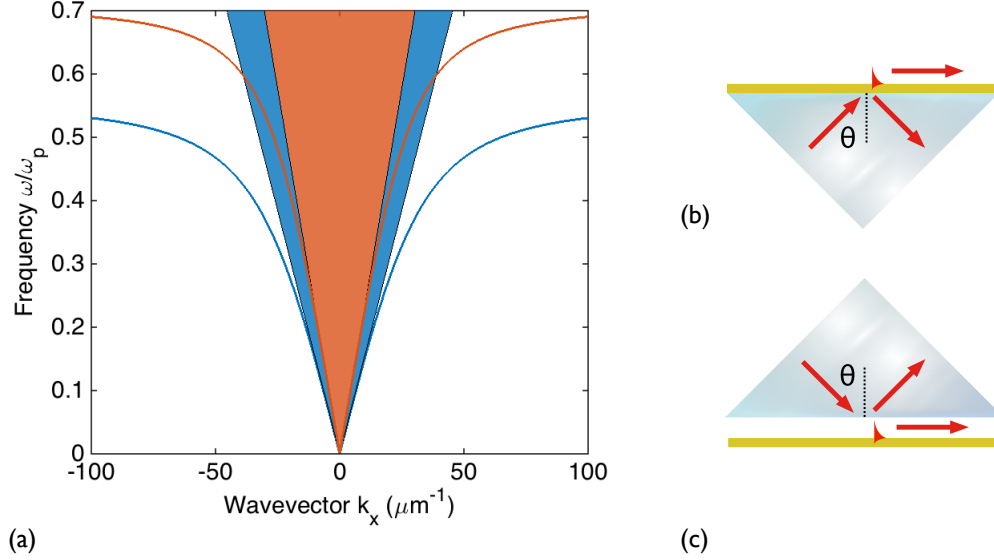 0.7
0.6
0.5
0.4
0.3
0.2
0.1
0
Frequency ω/ωp
-100
-50
0
50
100
Wavevector kx (μm-1)
(a)
θ
(b)
θ
(c)